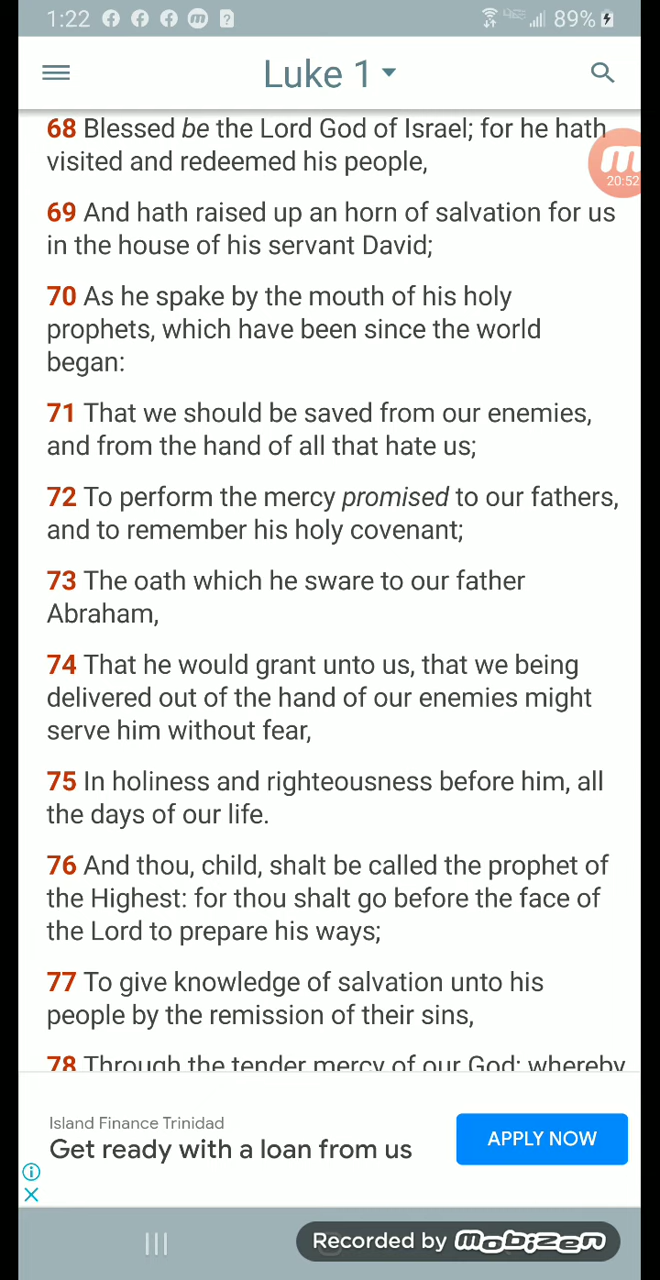 1:22
89%
Luke 1
68 Blessed be the Lord God of Israel; for he hath
visited and redeemed his people,
20:52
69 And hath raised up an horn of salvation for us
in the house of his servant David;
70 As he spake by the mouth of his holy
prophets, which have been since the world
began:
71 That we should be saved from our enemies,
and from the hand of all that hate us;
72 To perform the mercy promised to our fathers,
and to remember his holy covenant;
73 The oath which he sware to our father
Abraham,
74 That he would grant unto us, that we being
delivered out of the hand of our enemies might
serve him without fear,
75 In holiness and righteousness before him, all
the days of our life.
76 And thou, child, shalt be called the prophet of
the Highest: for thou shalt go before the face of
the Lord to prepare his ways;
77 To give knowledge of salvation unto his
people by the remission of their sins,
78 Through the tender mercy of our God; whereby
Island Finance Trinidad
Get ready with a loan from us
APPLY NOW
Recorded by mobizen